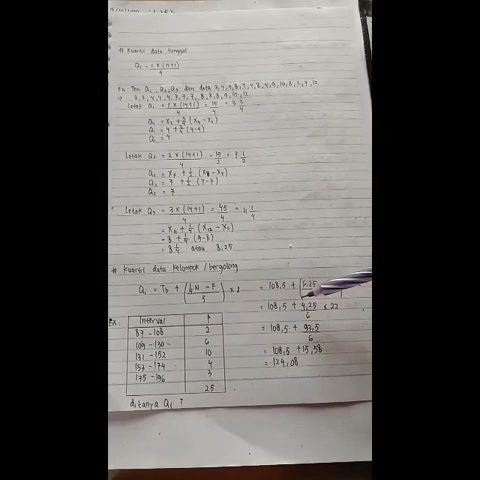 # Kuartil data tunggal
Qi = i × (n+1)
4
Q1, Q2, Q3 dari data
Letak Q1 = 1 × (14+1) = 15 = 3 3/4
4 4
Q1 = x3 + 3/4 (x4 - x3)
Q1 = 4 + 3/4 (4-4)
Q1 = 4
Letak Q2 = 2 × (14+1) = 15 = 7 1/2
4 2
Q2 = x7 + 1/2 (x8 - x7)
Q2 = 7 + 1/2 (7-7)
Q2 = 7
Letak Q3 = 3 × (14+1) = 45 = 11 1/4
4 4
= x11 + 1/4 (x12 - x11)
= 8 + 1/4 (9-8)
= 8 1/4 atau 8,25
# Kuartil data kelompok / bergolong
Qi = Tb + (i/4 N - F) × i
f
Interval F
87 - 108 2
109 - 130 6
131 - 152 10
153 - 174 4
175 - 196 3
25
ditanya Q1 ?
= 108,5 +
= 108,5 + 4,25 × 22
6
= 108,5 + 93,5
6
= 108,5 + 15,58
= 124,08